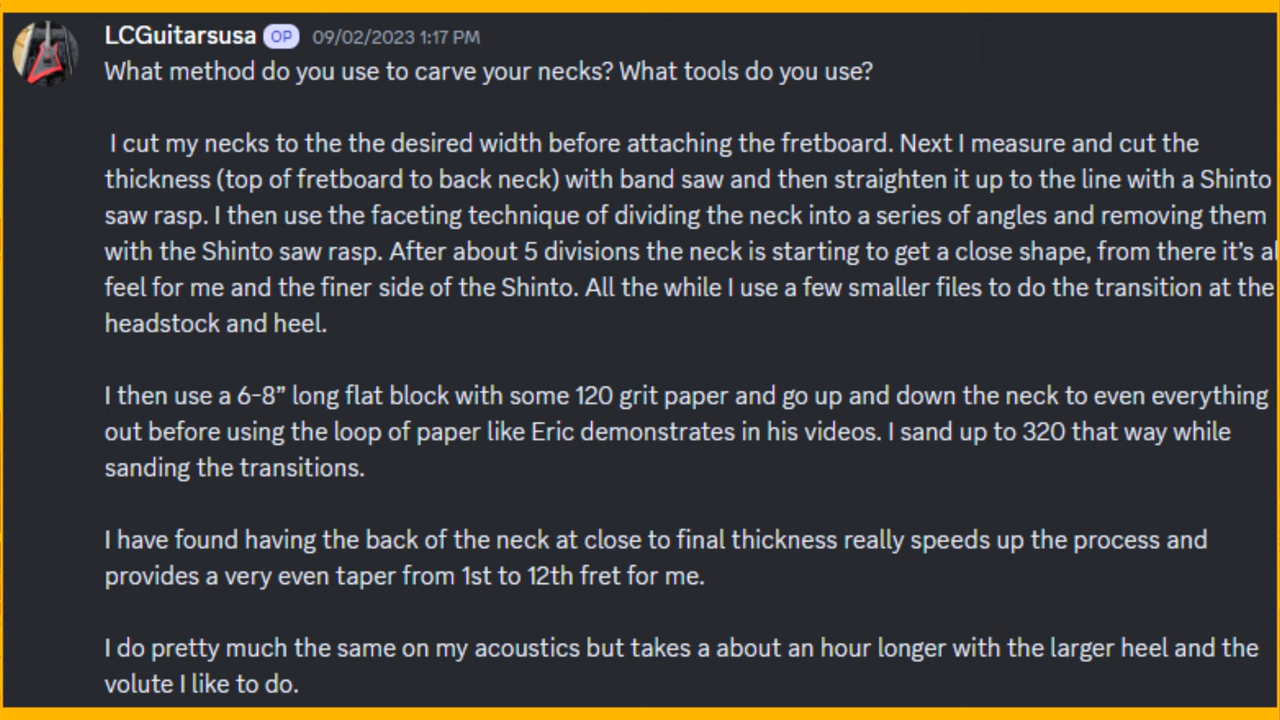 LCGuitarsusa OP 09/02/2023 1:17 PM
What method do you use to carve your necks? What tools do you use?
I cut my necks to the the desired width before attaching the fretboard. Next I measure and cut the
thickness (top of fretboard to back neck) with band saw and then straighten it up to the line with a Shinto
saw rasp. I then use the faceting technique of dividing the neck into a series of angles and removing them
with the Shinto saw rasp. After about 5 divisions the neck is starting to get a close shape, from there it’s
feel for me and the finer side of the Shinto. All the while I use a few smaller files to do the transition at the
headstock and heel.
I then use a 6-8” long flat block with some 120 grit paper and go up and down the neck to even everything
out before using the loop of paper like Eric demonstrates in his videos. I sand up to 320 that way while
sanding the transitions.
I have found having the back of the neck at close to final thickness really speeds up the process and
provides a very even taper from 1st to 12th fret for me.
I do pretty much the same on my acoustics but takes a about an hour longer with the larger heel and the
volute I like to do.